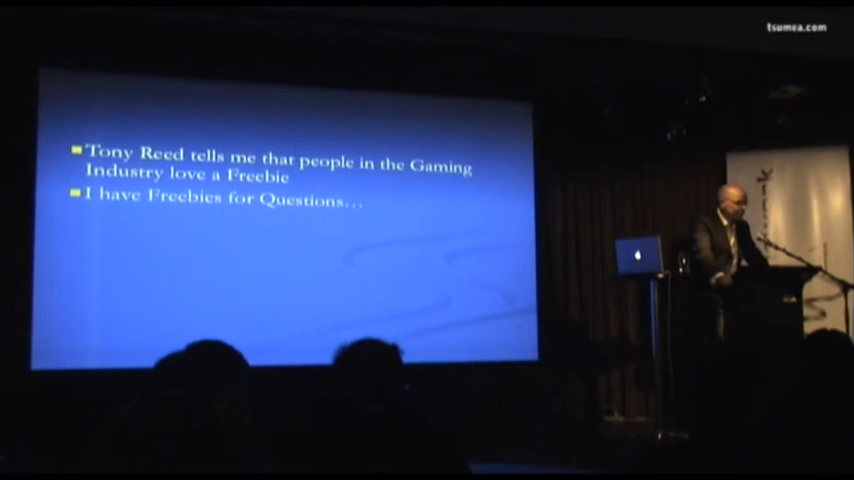 tsumea.com
Tony Reed tells me that people in the Gaming
Industry love a Freebie
I have Freebies for Questions…